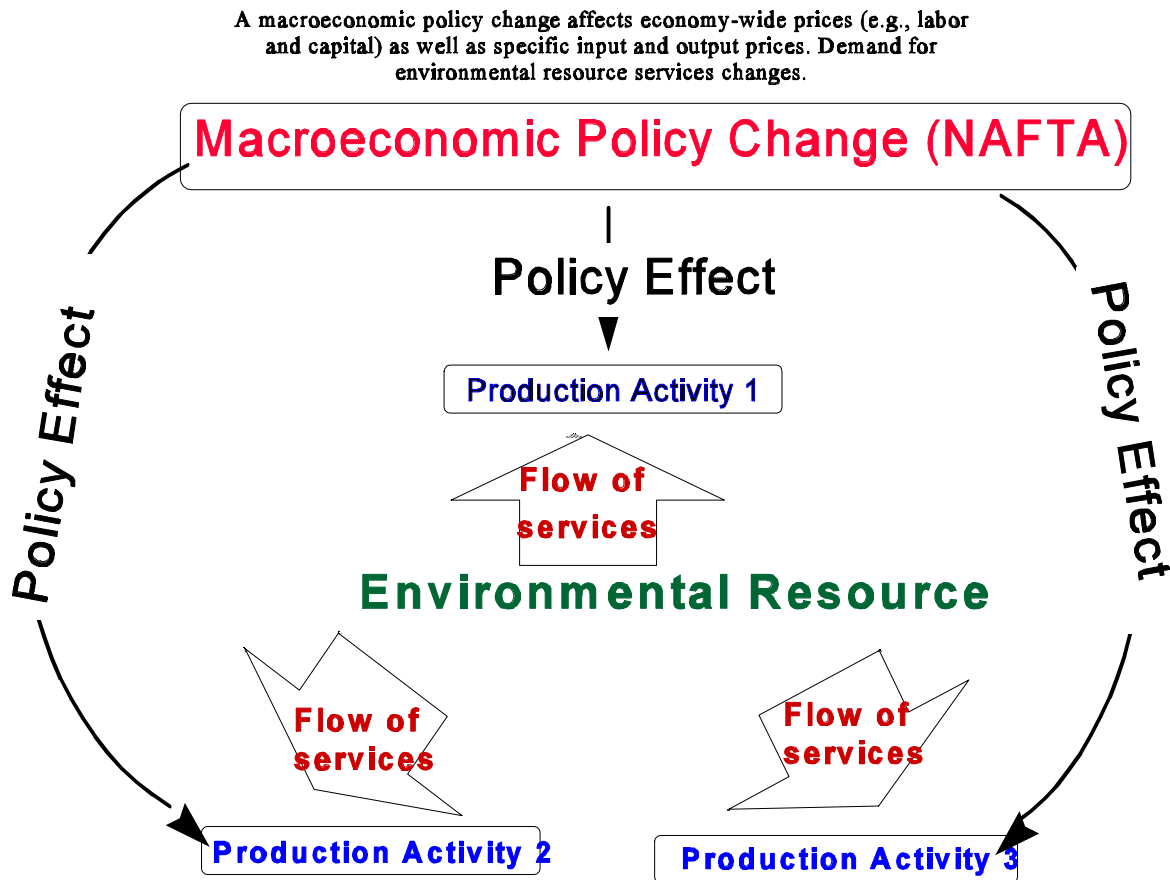 A macroeconomic policy change affects economy-wide prices (e.g., labor
and capital) as well as specific input and output prices. Demand for
environmental resource services changes.
Macroeconomic Policy Change (NAFTA)
Policy Effect
Policy Effect
Policy Effect
Production Activity 1
Flow of
services
Environmental Resource
Flow of
services
Flow of
services
Production Activity 2
Production Activity 3